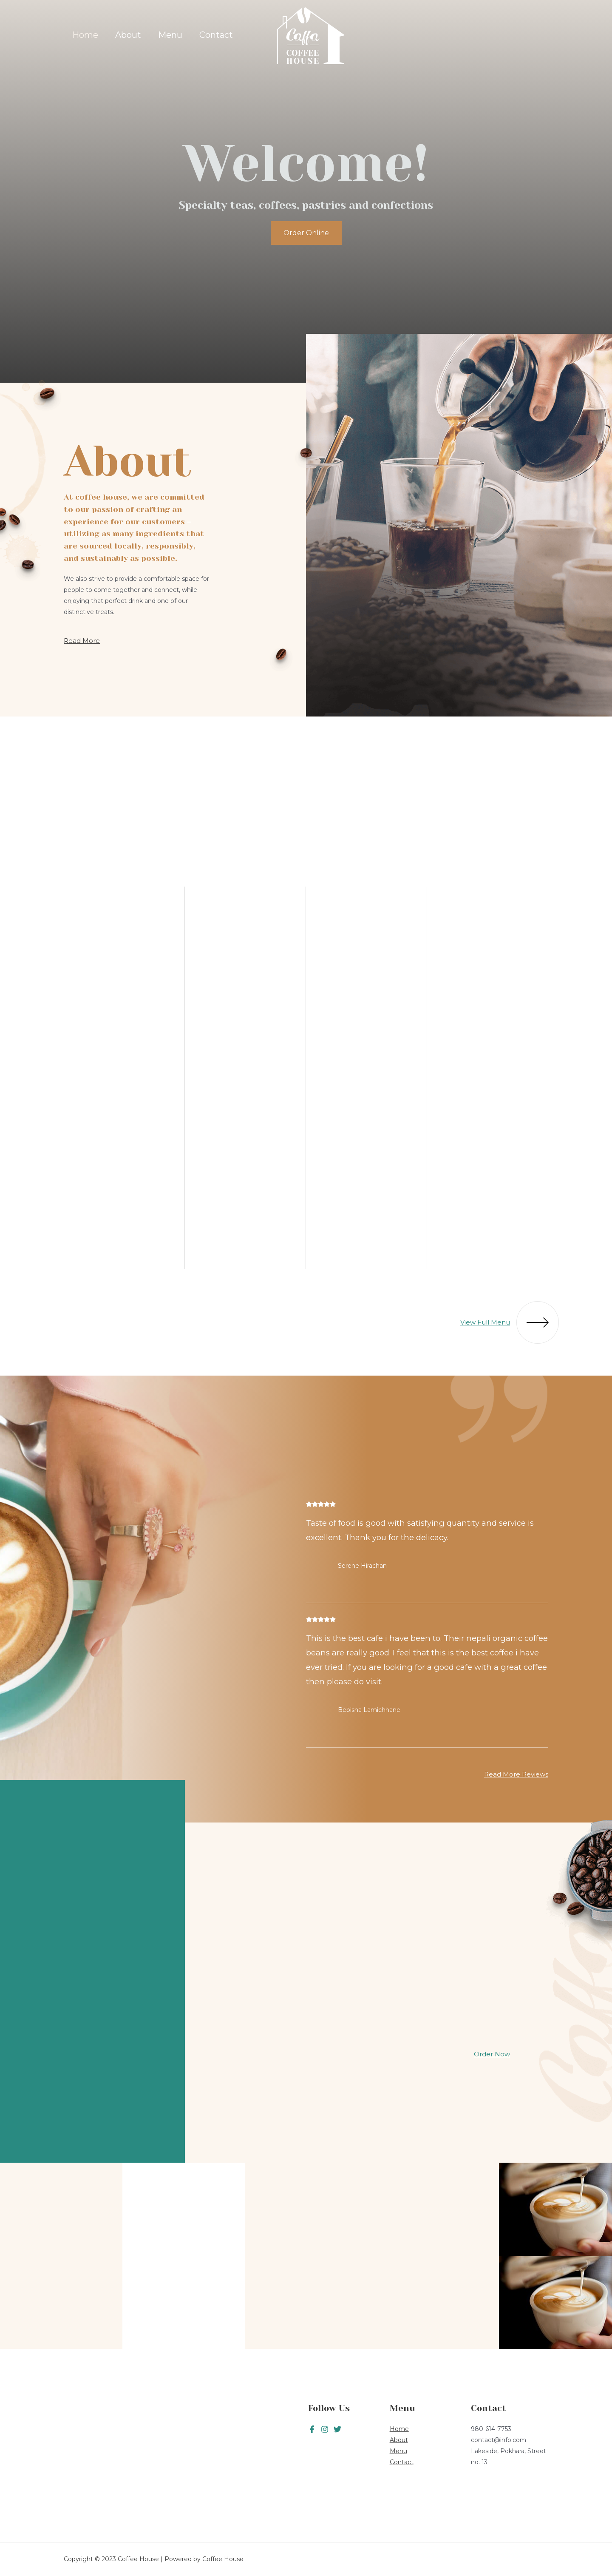 Home About Menu Contact
Caffa
COFFEE
HOUSE
Welcome!
Specialty teas, coffees, pastries and confections
Order Online
About
At coffee house, we are committed
to our passion of crafting an
experience for our customers –
utilizing as many ingredients that
are sourced locally, responsibly,
and sustainably as possible.
We also strive to provide a comfortable space for
people to come together and connect, while
enjoying that perfect drink and one of our
distinctive treats.
Read More
View Full Menu
Taste of food is good with satisfying quantity and service is
excellent. Thank you for the delicacy.
Serene Hirachan
This is the best cafe i have been to. Their nepali organic coffee
beans are really good. I feel that this is the best coffee i have
ever tried. If you are looking for a good cafe with a great coffee
then please do visit.
Bebisha Lamichhane
Read More Reviews
Caffa
Order Now
Follow Us
Menu
Home
About
Menu
Contact
Contact
980-614-7753
contact@info.com
Lakeside, Pokhara, Street
no. 13
Copyright © 2023 Coffee House | Powered by Coffee House